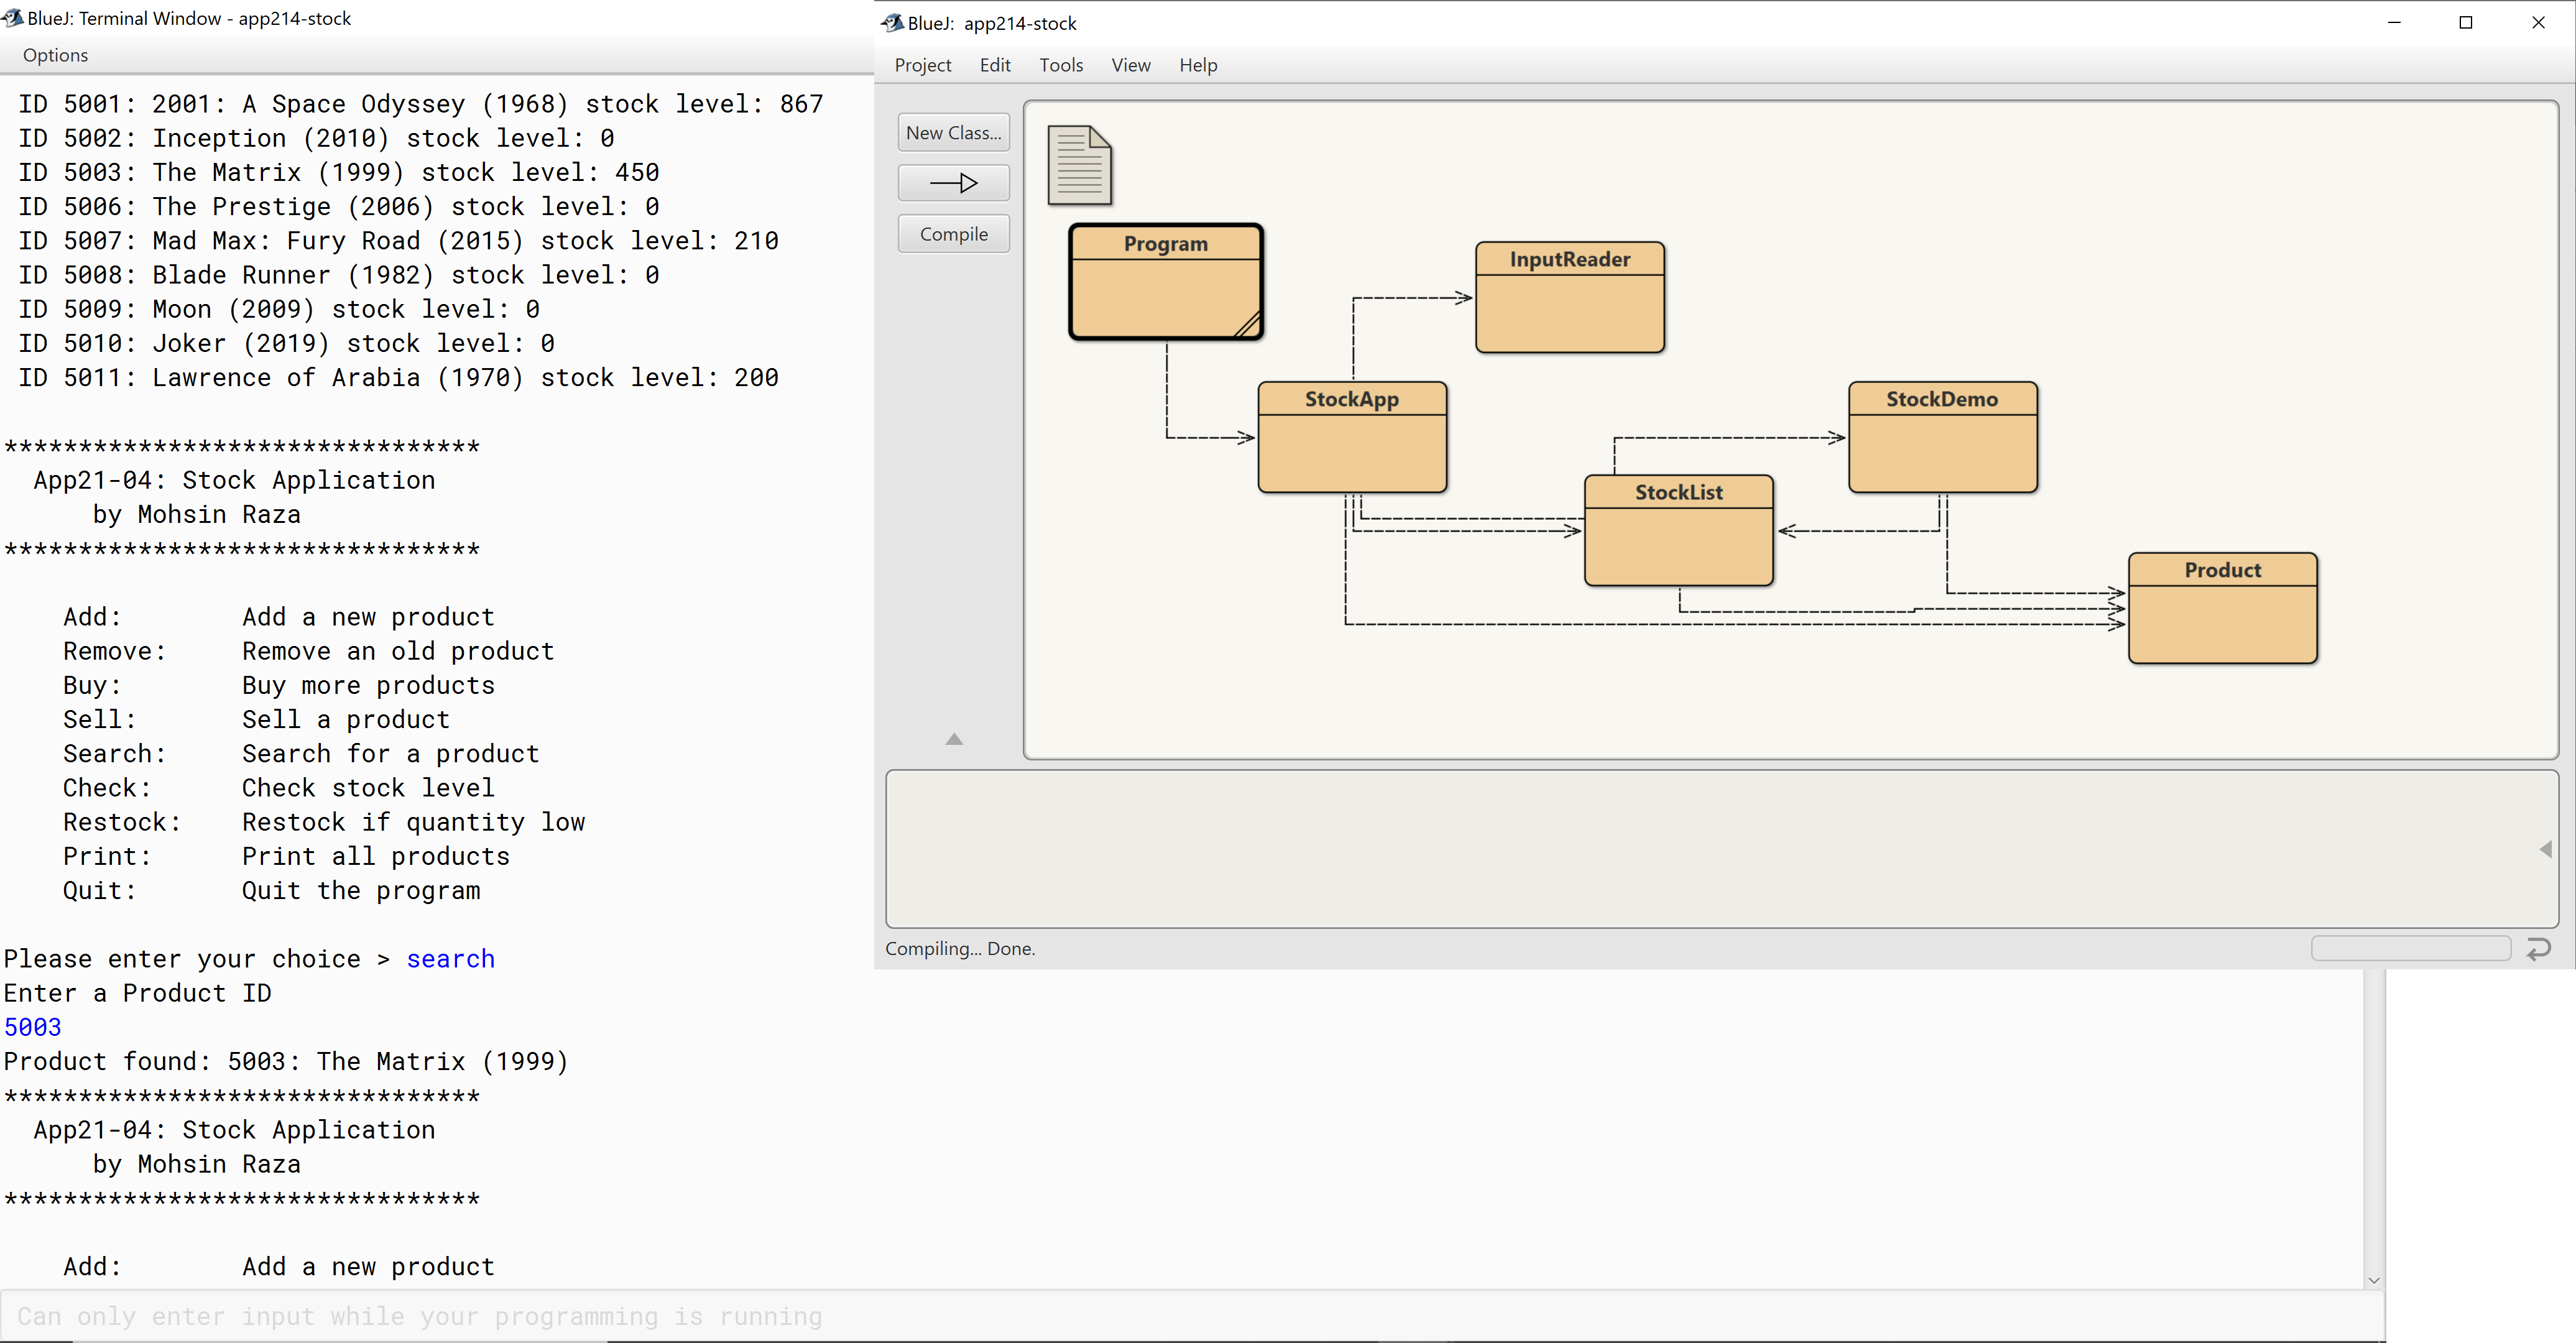 BlueJ: Terminal Window - app214-stock
Options
ID 5001: 2001: A Space Odyssey (1968) stock level: 867
ID 5002: Inception (2010) stock level: 0
ID 5003: The Matrix (1999) stock level: 450
ID 5006: The Prestige (2006) stock level: 0
ID 5007: Mad Max: Fury Road (2015) stock level: 210
ID 5008: Blade Runner (1982) stock level: 0
ID 5009: Moon (2009) stock level: 0
ID 5010: Joker (2019) stock level: 0
ID 5011: Lawrence of Arabia (1970) stock level: 200
********************************
App21-04: Stock Application
by Mohsin Raza
********************************
Add: Add a new product
Remove: Remove an old product
Buy: Buy more products
Sell: Sell a product
Search: Search for a product
Check: Check stock level
Restock: Restock if quantity low
Print: Print all products
Quit: Quit the program
Please enter your choice > search
Enter a Product ID
5003
Product found: 5003: The Matrix (1999)
********************************
App21-04: Stock Application
by Mohsin Raza
********************************
Add: Add a new product
Can only enter input while your programming is running
BlueJ: app214-stock
Project Edit Tools View Help
New Class...
Compile
Program
InputReader
StockApp
StockDemo
StockList
Product
Compiling... Done.